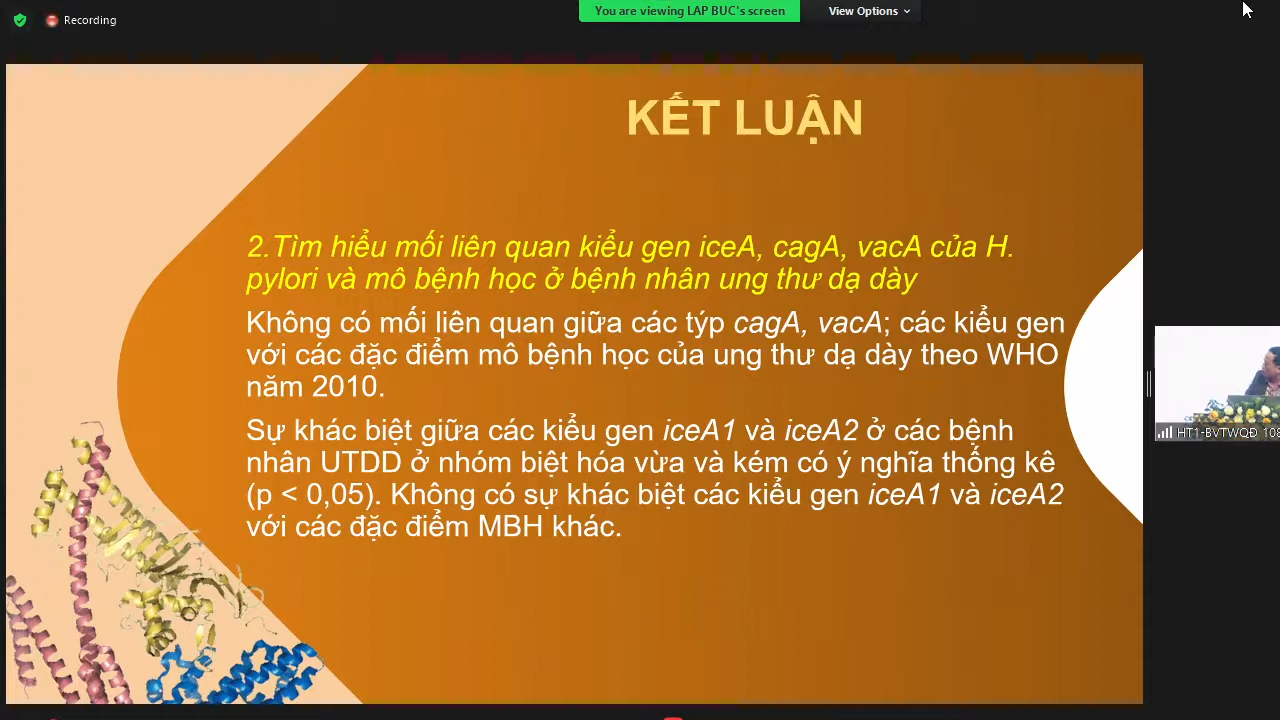 Recording
You are viewing LAP BUC's screen
View Options
KẾT LUẬN
2.Tìm hiểu mối liên quan kiểu gen iceA, cagA, vacA của H.
pylori và mô bệnh học ở bệnh nhân ung thư dạ dày
Không có mối liên quan giữa các týp cagA, vacA; các kiểu gen
với các đặc điểm mô bệnh học của ung thư dạ dày theo WHO
năm 2010.
Sự khác biệt giữa các kiểu gen iceA1 và iceA2 ở các bệnh
nhân UTDD ở nhóm biệt hóa vừa và kém có ý nghĩa thống kê
(p < 0,05). Không có sự khác biệt các kiểu gen iceA1 và iceA2
với các đặc điểm MBH khác.
HT1-BVTWQĐ 108